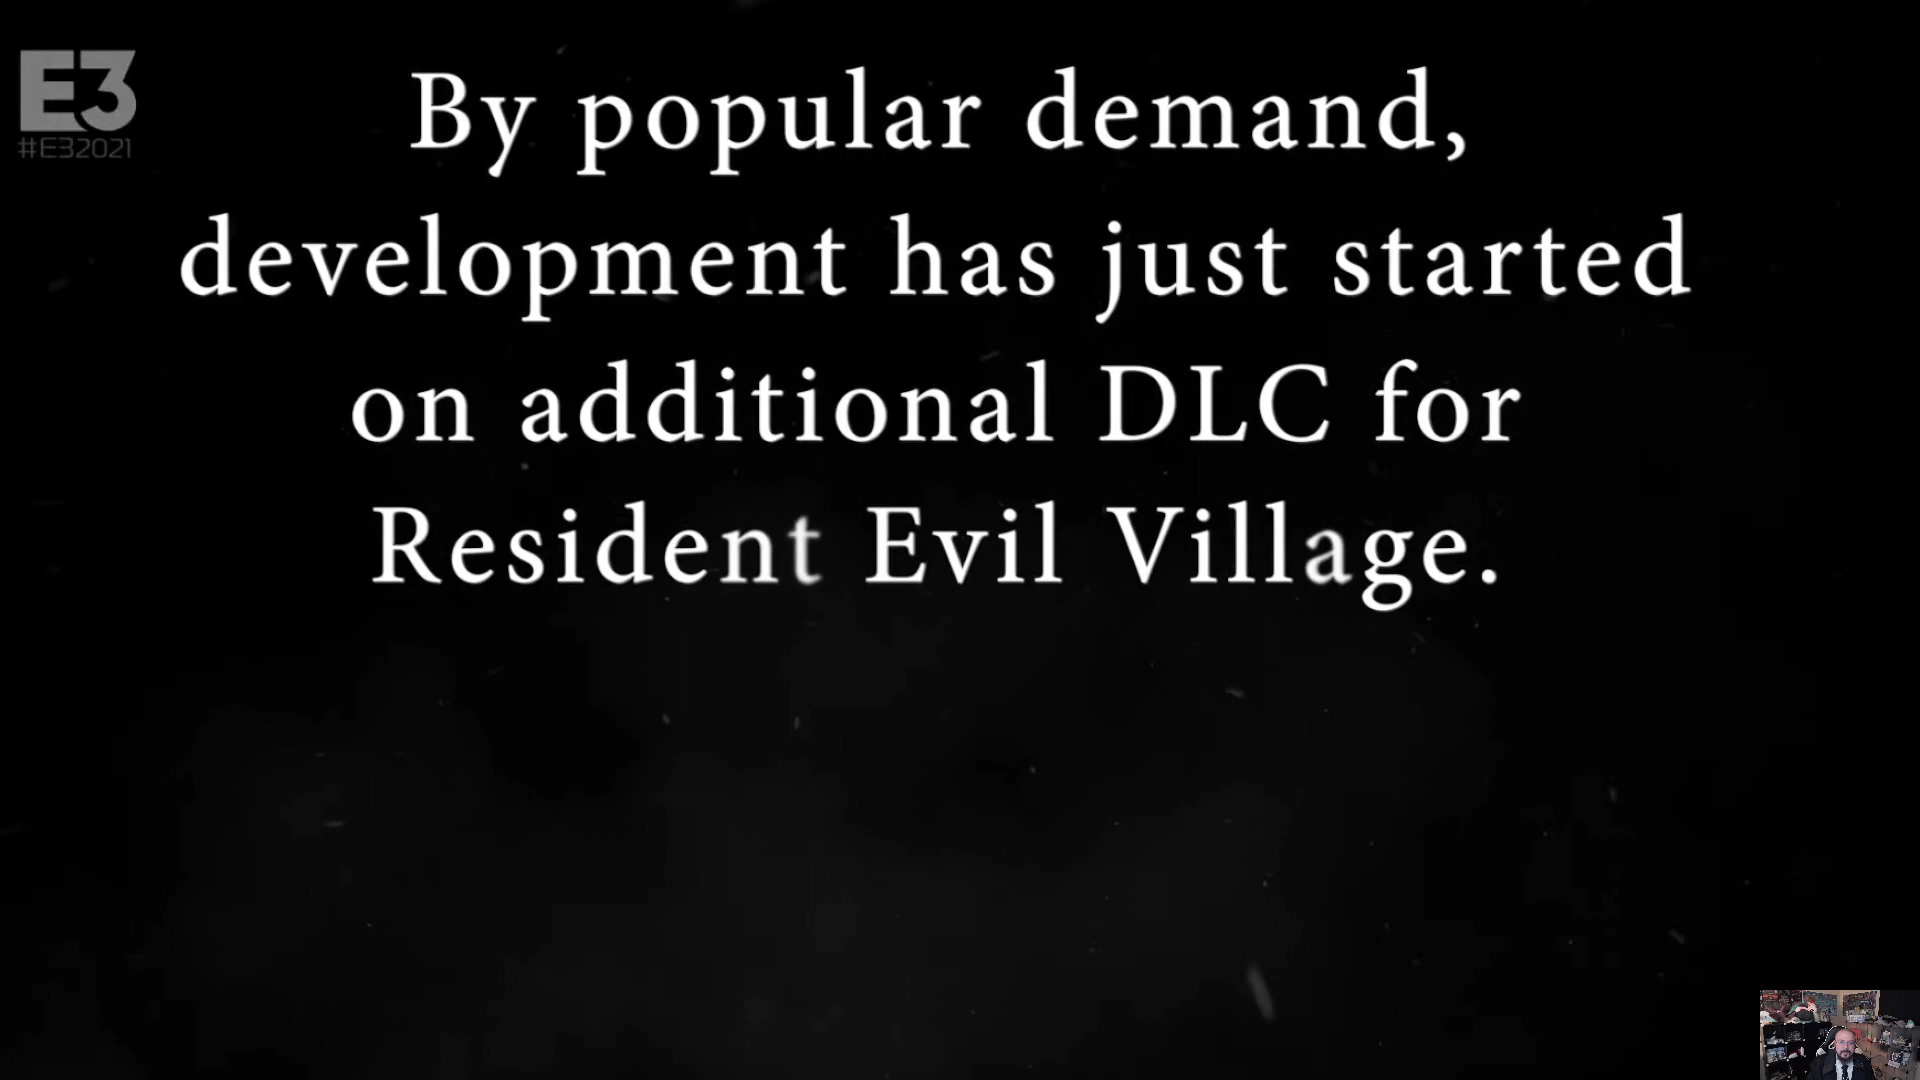 E3
#E32021
By popular demand,
development has just started
on additional DLC for
Resident Evil Village.